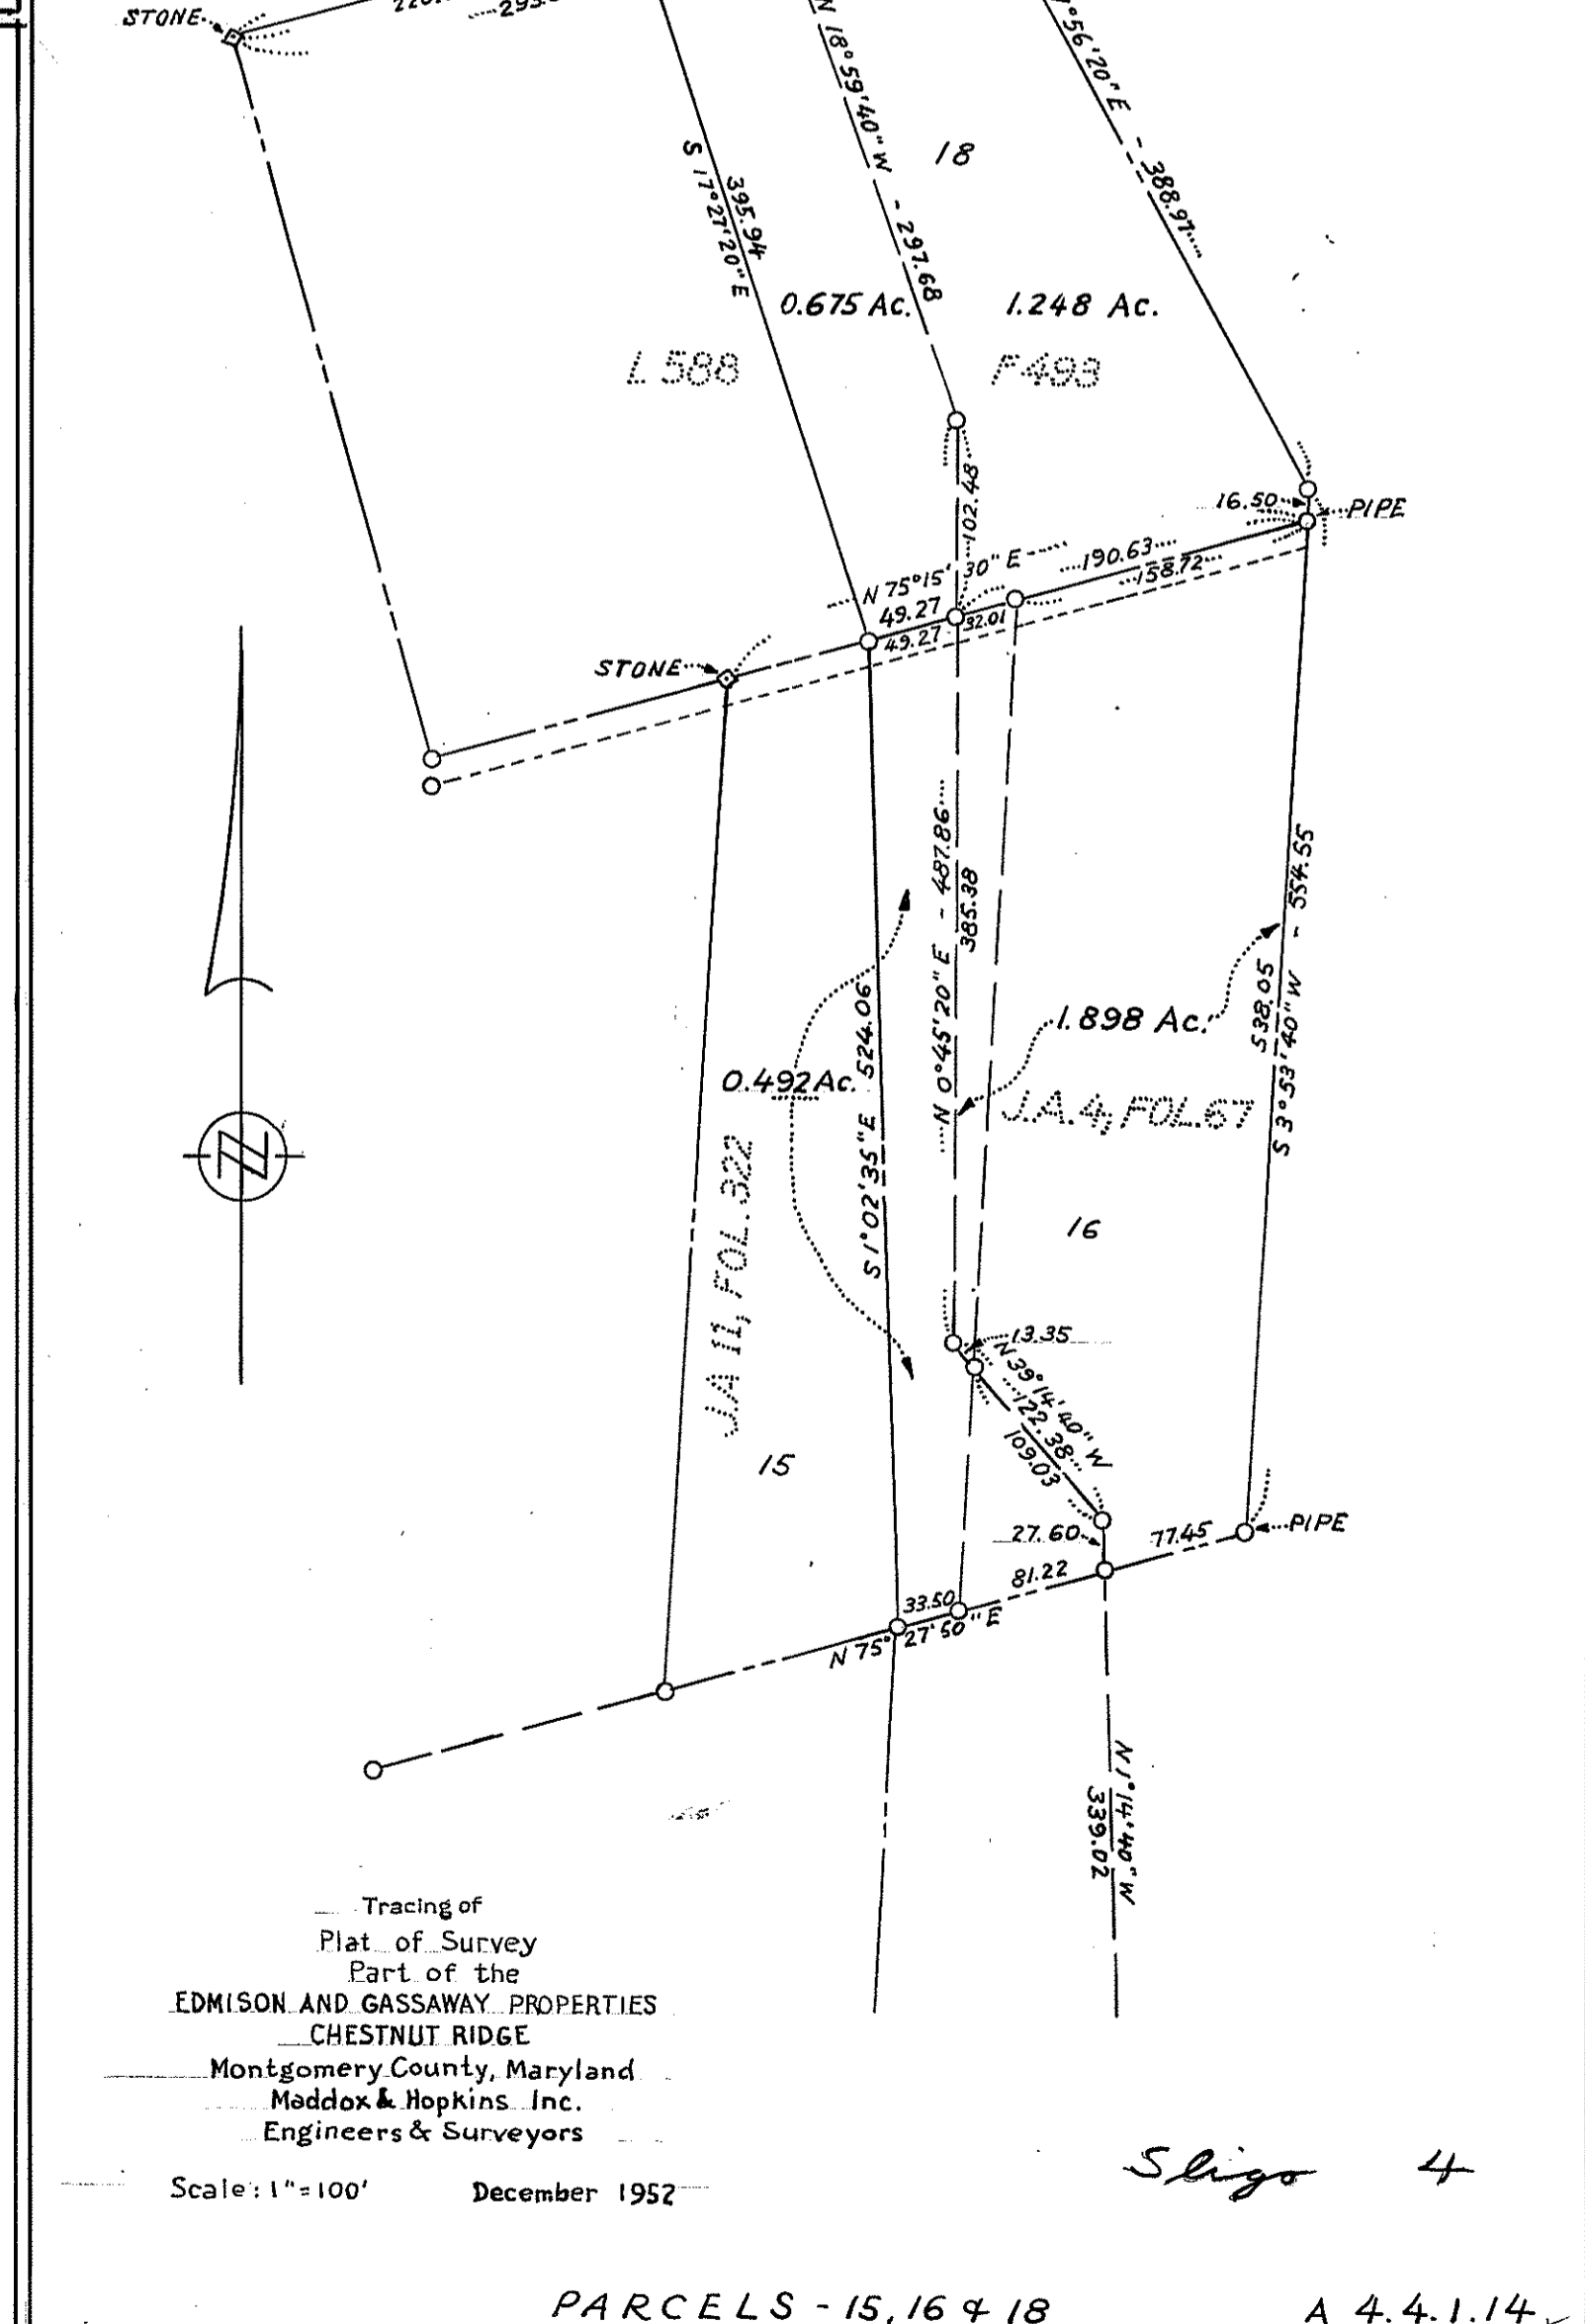 STONE
18
N 18°59'40" W - 297.68
°56'20" E - 388.97
395.94
S 17°27'20" E
0.675 Ac.
1.248 Ac.
L 588
F 493
102.48
16.50
PIPE
N 75°15'30" E
190.63
158.72
49.27
49.27
32.01
STONE
N 0°45'20" E - 487.86
385.38
538.05
S 3°53'40" W - 554.55
S 1°02'35" E 524.06
1.898 Ac.
0.492 Ac.
J.A.4, FOL.67
J.A 11, FOL. 322
16
15
13.35
N 39°14'40" W
122.38
109.03
27.60
77.45
PIPE
81.22
33.50
N 75°27'50" E
N 1°14'40" W
339.02
Tracing of
Plat of Survey
Part of the
EDMISON AND GASSAWAY PROPERTIES
CHESTNUT RIDGE
Montgomery County, Maryland
Maddox & Hopkins Inc.
Engineers & Surveyors
Scale: 1"=100' December 1952
Sligo 4
PARCELS - 15, 16 & 18
A 4.4.1.14